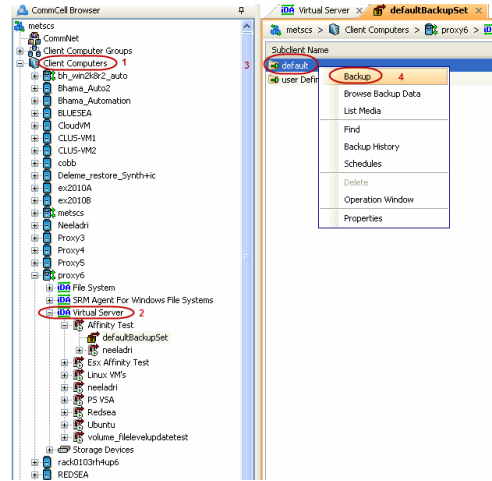 CommCell Browser
metscs
CommNet
Client Computer Groups
Client Computers 1
bh_win2k8r2_auto
Bhama_Auto2
Bhama_Automation
BLUESEA
CloudVM
CLUS-VM1
CLUS-VM2
cobb
Deleme_restore_Synth+ic
ex2010A
ex2010B
metscs
Neeladri
Proxy3
Proxy4
Proxy5
proxy6
iDA File System
iDA SRM Agent For Windows File Systems
iDA Virtual Server 2
Affinity Test
defaultBackupSet
neeladri
Esx Affinity Test
Linux VM's
neeladri
PS VSA
Redsea
Ubuntu
volume_filelevelupdatetest
Storage Devices
rack0103rh4up6
REDSEA
iDA Virtual Server x defaultBackupSet x
metscs > Client Computers > proxy6 >
Subclient Name
3 default
user Defin
Backup 4
Browse Backup Data
List Media
Find
Backup History
Schedules
Delete
Operation Window
Properties